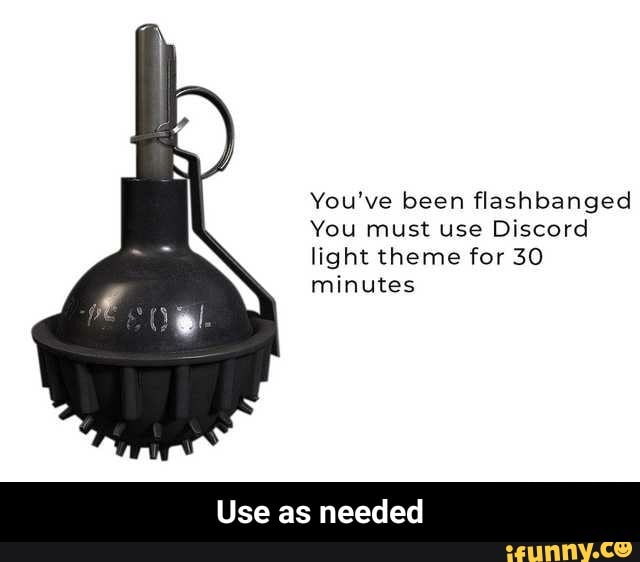 You've been flashbanged
You must use Discord
light theme for 30
minutes
Use as needed
ifunny.co